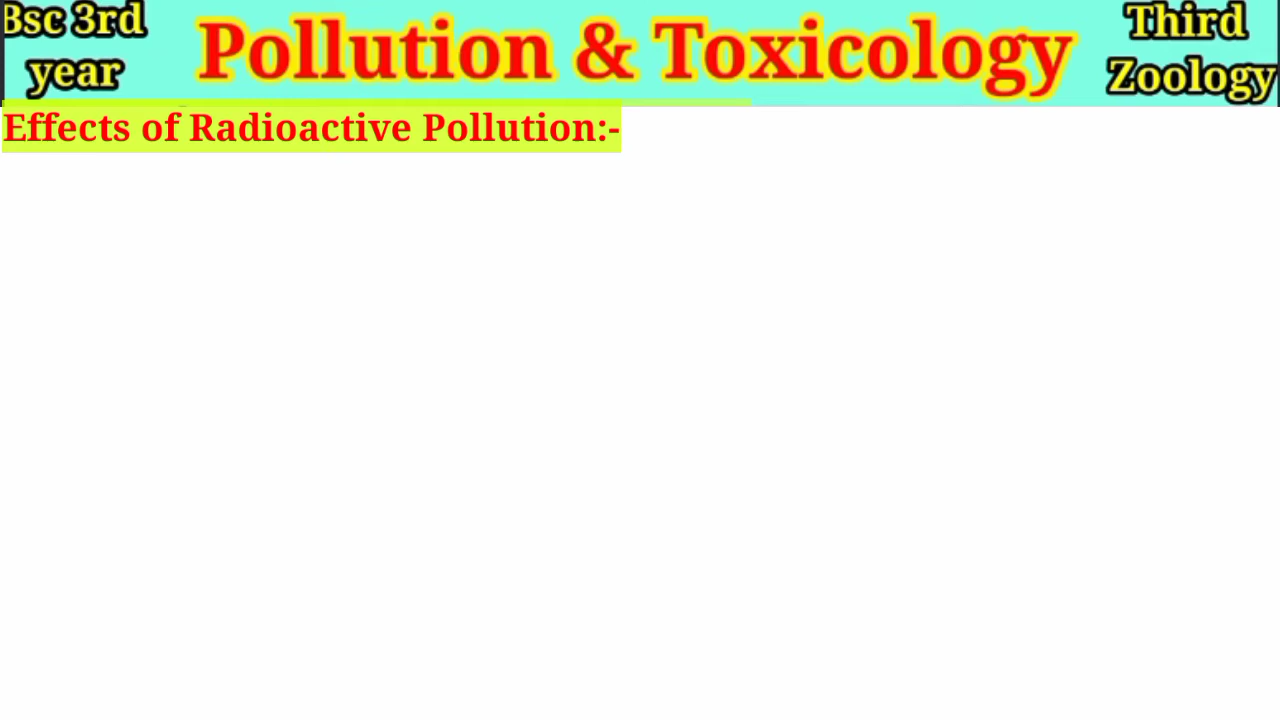 Bsc 3rd
year
Pollution & Toxicology
Third
Zoology
Effects of Radioactive Pollution:-